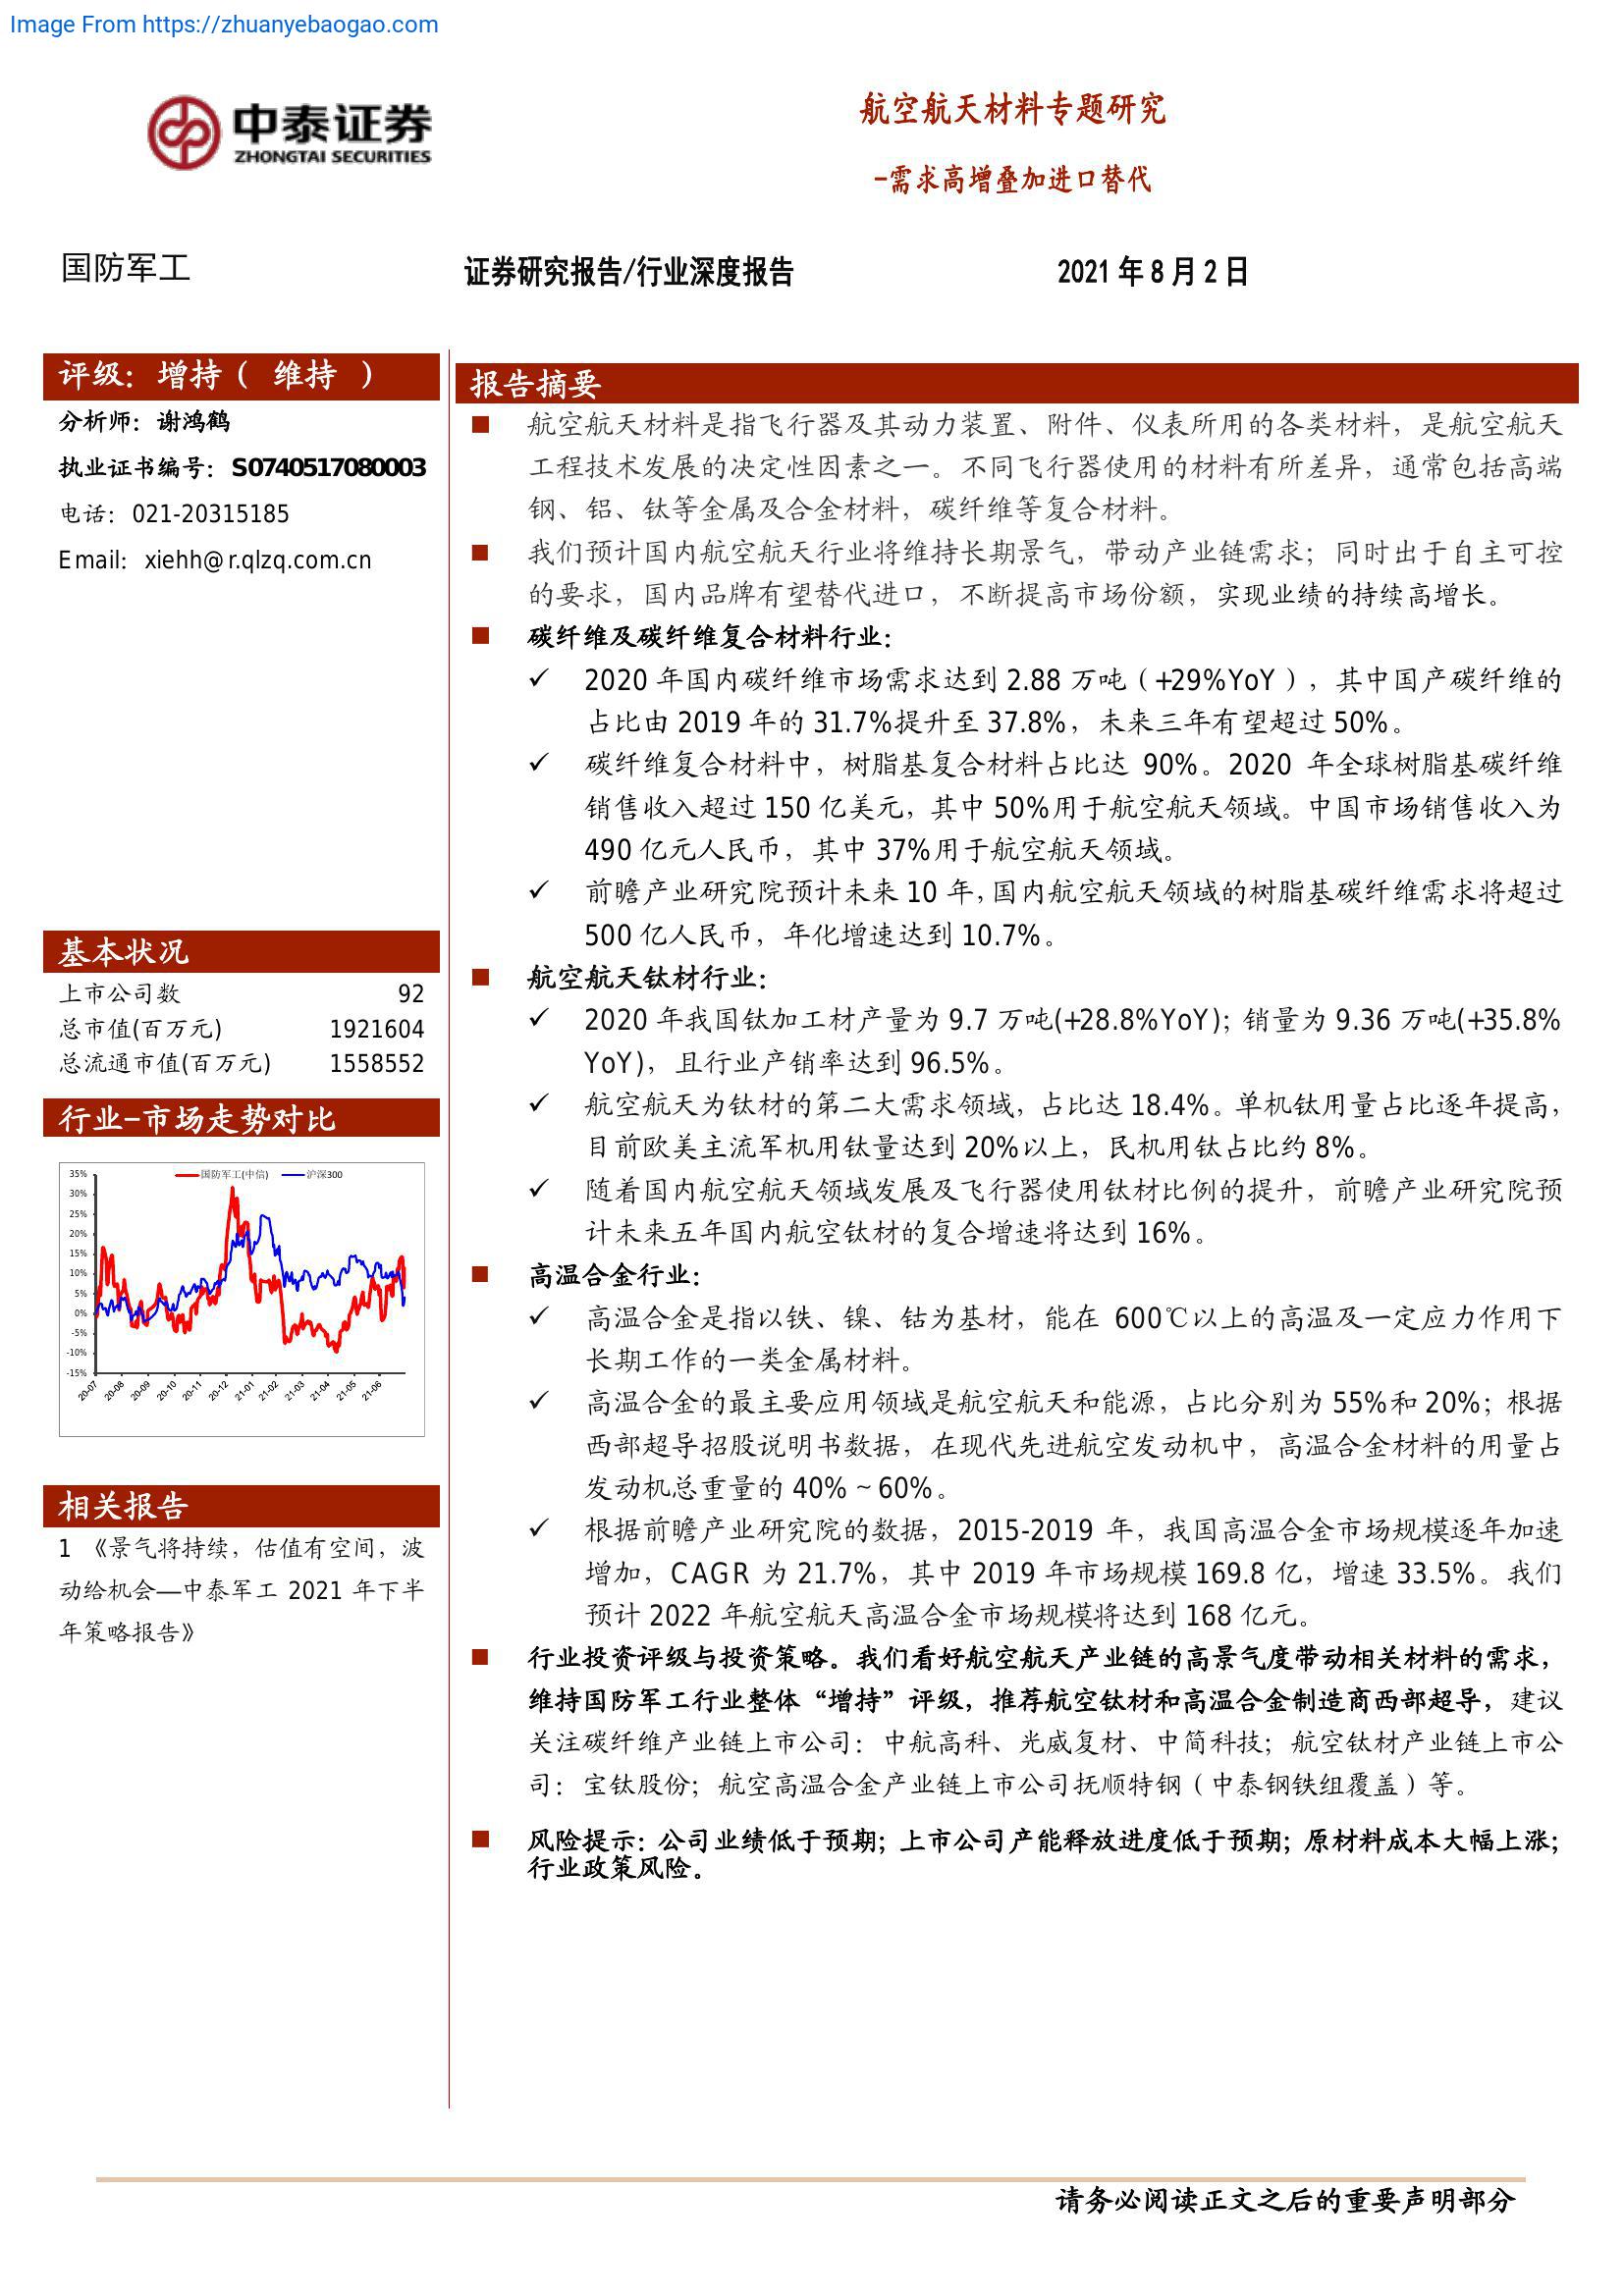 Image From https://zhuanyebaogao.com
中泰证券
ZHONGTAI SECURITIES
航空航天材料专题研究
-需求高增叠加进口替代
国防军工
证券研究报告/行业深度报告
2021 年 8 月 2 日
评级：增持（ 维持 ）
分析师：谢鸿鹤
执业证书编号：S0740517080003
电话：021-20315185
Email：xiehh@r.qlzq.com.cn
基本状况
上市公司数 92
总市值(百万元) 1921604
总流通市值(百万元) 1558552
行业-市场走势对比
国防军工(中信) 沪深300
35%
30%
25%
20%
15%
10%
5%
0%
-5%
-10%
-15%
20-07 20-08 20-09 20-10 20-11 20-12 21-01 21-02 21-03 21-04 21-05 21-06
相关报告
1 《景气将持续，估值有空间，波
动给机会—中泰军工 2021 年下半
年策略报告》
报告摘要
■ 航空航天材料是指飞行器及其动力装置、附件、仪表所用的各类材料，是航空航天
工程技术发展的决定性因素之一。不同飞行器使用的材料有所差异，通常包括高端
钢、铝、钛等金属及合金材料，碳纤维等复合材料。
■ 我们预计国内航空航天行业将维持长期景气，带动产业链需求；同时出于自主可控
的要求，国内品牌有望替代进口，不断提高市场份额，实现业绩的持续高增长。
■ 碳纤维及碳纤维复合材料行业：
✓ 2020 年国内碳纤维市场需求达到 2.88 万吨（+29%YoY），其中国产碳纤维的
占比由 2019 年的 31.7%提升至 37.8%，未来三年有望超过 50%。
✓ 碳纤维复合材料中，树脂基复合材料占比达 90%。2020 年全球树脂基碳纤维
销售收入超过 150 亿美元，其中 50%用于航空航天领域。中国市场销售收入为
490 亿元人民币，其中 37%用于航空航天领域。
✓ 前瞻产业研究院预计未来 10 年，国内航空航天领域的树脂基碳纤维需求将超过
500 亿人民币，年化增速达到 10.7%。
■ 航空航天钛材行业：
✓ 2020 年我国钛加工材产量为 9.7 万吨(+28.8%YoY)；销量为 9.36 万吨(+35.8%
YoY)，且行业产销率达到 96.5%。
✓ 航空航天为钛材的第二大需求领域，占比达 18.4%。单机钛用量占比逐年提高，
目前欧美主流军机用钛量达到 20%以上，民机用钛占比约 8%。
✓ 随着国内航空航天领域发展及飞行器使用钛材比例的提升，前瞻产业研究院预
计未来五年国内航空钛材的复合增速将达到 16%。
■ 高温合金行业：
✓ 高温合金是指以铁、镍、钴为基材，能在 600℃以上的高温及一定应力作用下
长期工作的一类金属材料。
✓ 高温合金的最主要应用领域是航空航天和能源，占比分别为 55%和 20%；根据
西部超导招股说明书数据，在现代先进航空发动机中，高温合金材料的用量占
发动机总重量的 40%~60%。
✓ 根据前瞻产业研究院的数据，2015-2019 年，我国高温合金市场规模逐年加速
增加，CAGR 为 21.7%，其中 2019 年市场规模 169.8 亿，增速 33.5%。我们
预计 2022 年航空航天高温合金市场规模将达到 168 亿元。
■ 行业投资评级与投资策略。我们看好航空航天产业链的高景气度带动相关材料的需求，
维持国防军工行业整体“增持”评级，推荐航空钛材和高温合金制造商西部超导，建议
关注碳纤维产业链上市公司：中航高科、光威复材、中简科技；航空钛材产业链上市公
司：宝钛股份；航空高温合金产业链上市公司抚顺特钢（中泰钢铁组覆盖）等。
■ 风险提示：公司业绩低于预期；上市公司产能释放进度低于预期；原材料成本大幅上涨；
行业政策风险。
请务必阅读正文之后的重要声明部分